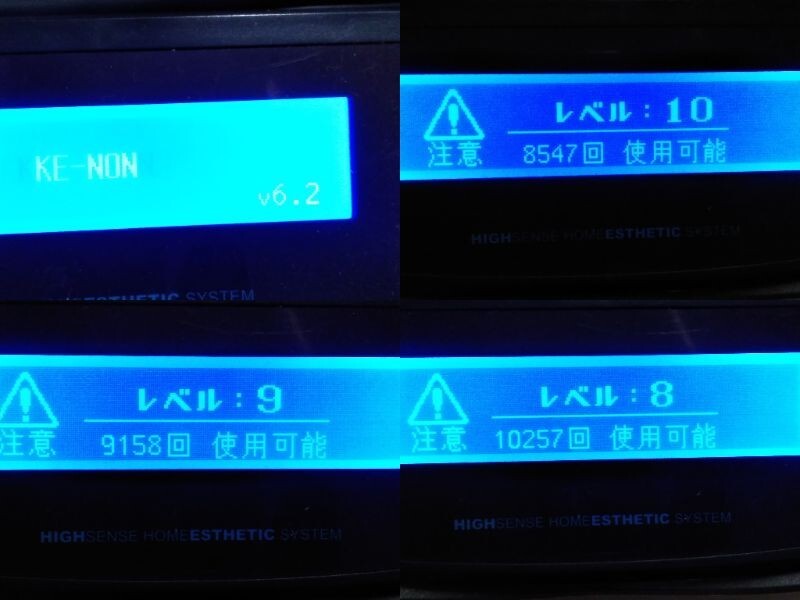 KE-NON
v6.2
ESTHETIC SYSTEM
レベル：10
注意 8547回 使用可能
HIGHSENSE HOMEESTHETIC SYSTEM
レベル：9
注意 9158回 使用可能
HIGHSENSE HOMEESTHETIC SYSTEM
レベル：8
注意 10257回 使用可能
HIGHSENSE HOMEESTHETIC SYSTEM